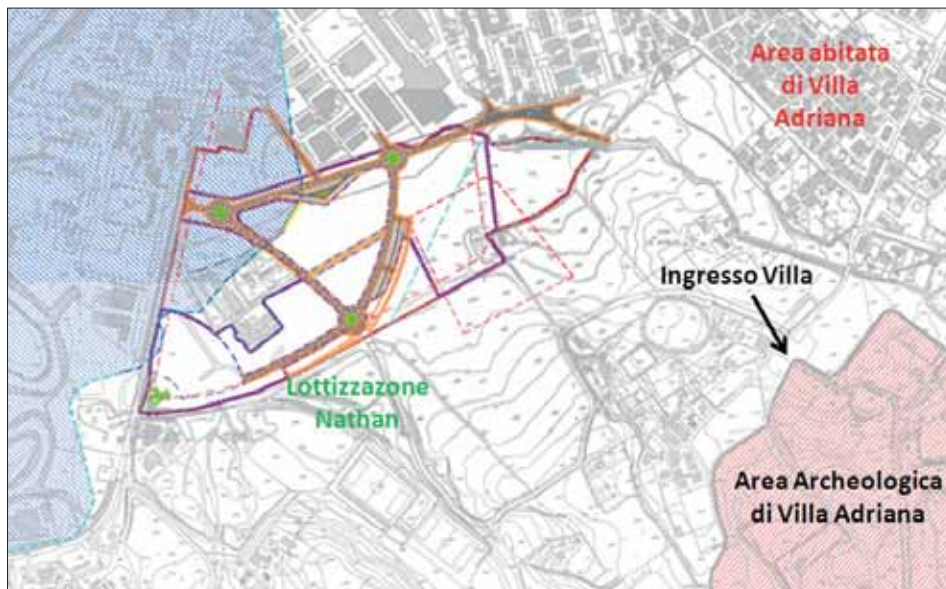 Area abitata
di Villa
Adriana
Ingresso Villa
Lottizzazone
Nathan
Area Archeologica
di Villa Adriana